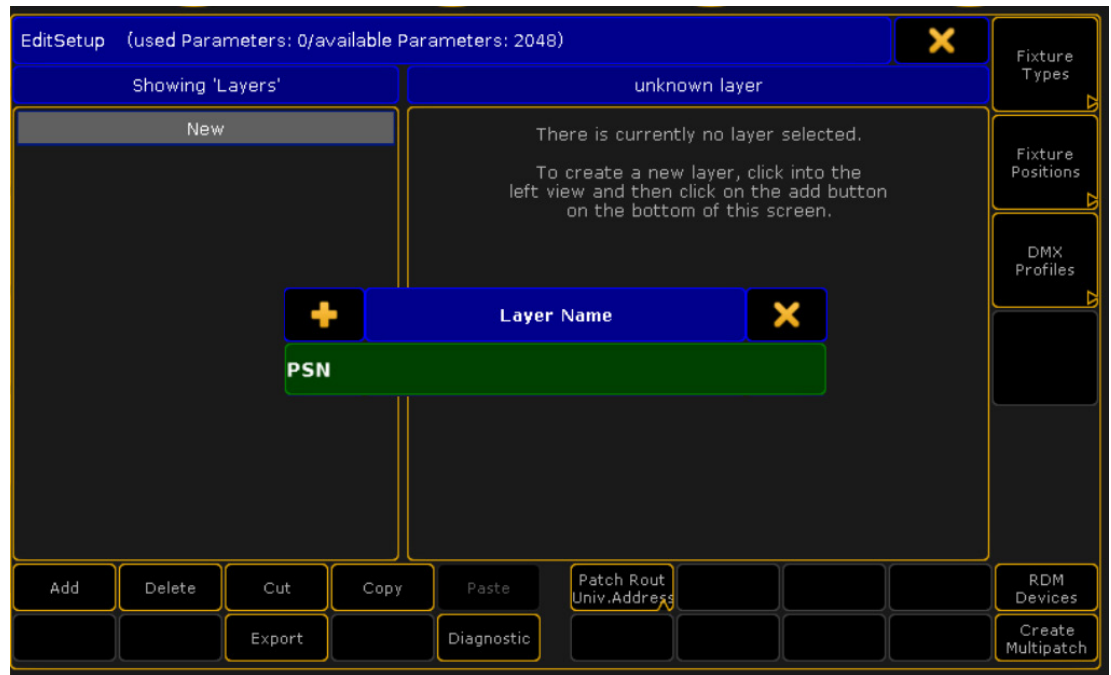 EditSetup (used Parameters: 0/available Parameters: 2048)
Fixture
Types
Showing 'Layers'
unknown layer
New
There is currently no layer selected.
To create a new layer, click into the
left view and then click on the add button
on the bottom of this screen.
Fixture
Positions
DMX
Profiles
Layer Name
PSN
Add
Delete
Cut
Copy
Paste
Patch Rout
Univ.Address
RDM
Devices
Export
Diagnostic
Create
Multipatch